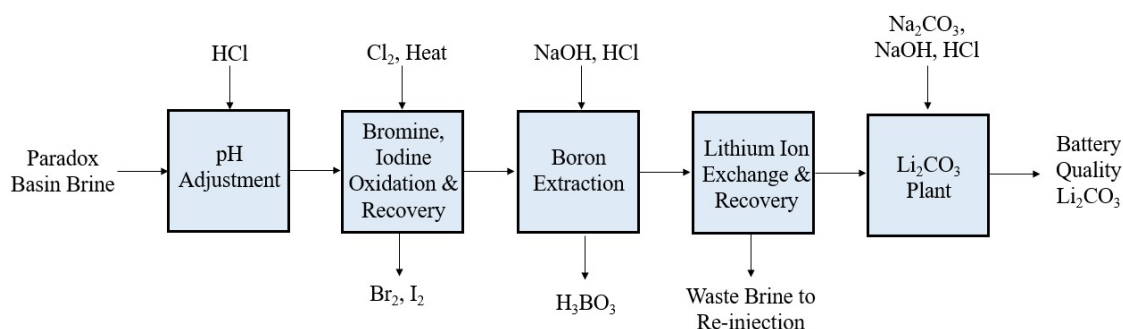 HCl
Cl₂, Heat
NaOH, HCl
Na₂CO₃,
NaOH, HCl
Paradox
Basin Brine
pH
Adjustment
Bromine,
Iodine
Oxidation &
Recovery
Boron
Extraction
Lithium Ion
Exchange &
Recovery
Li₂CO₃
Plant
Battery
Quality
Li₂CO₃
Br₂, I₂
H₃BO₃
Waste Brine to
Re-injection